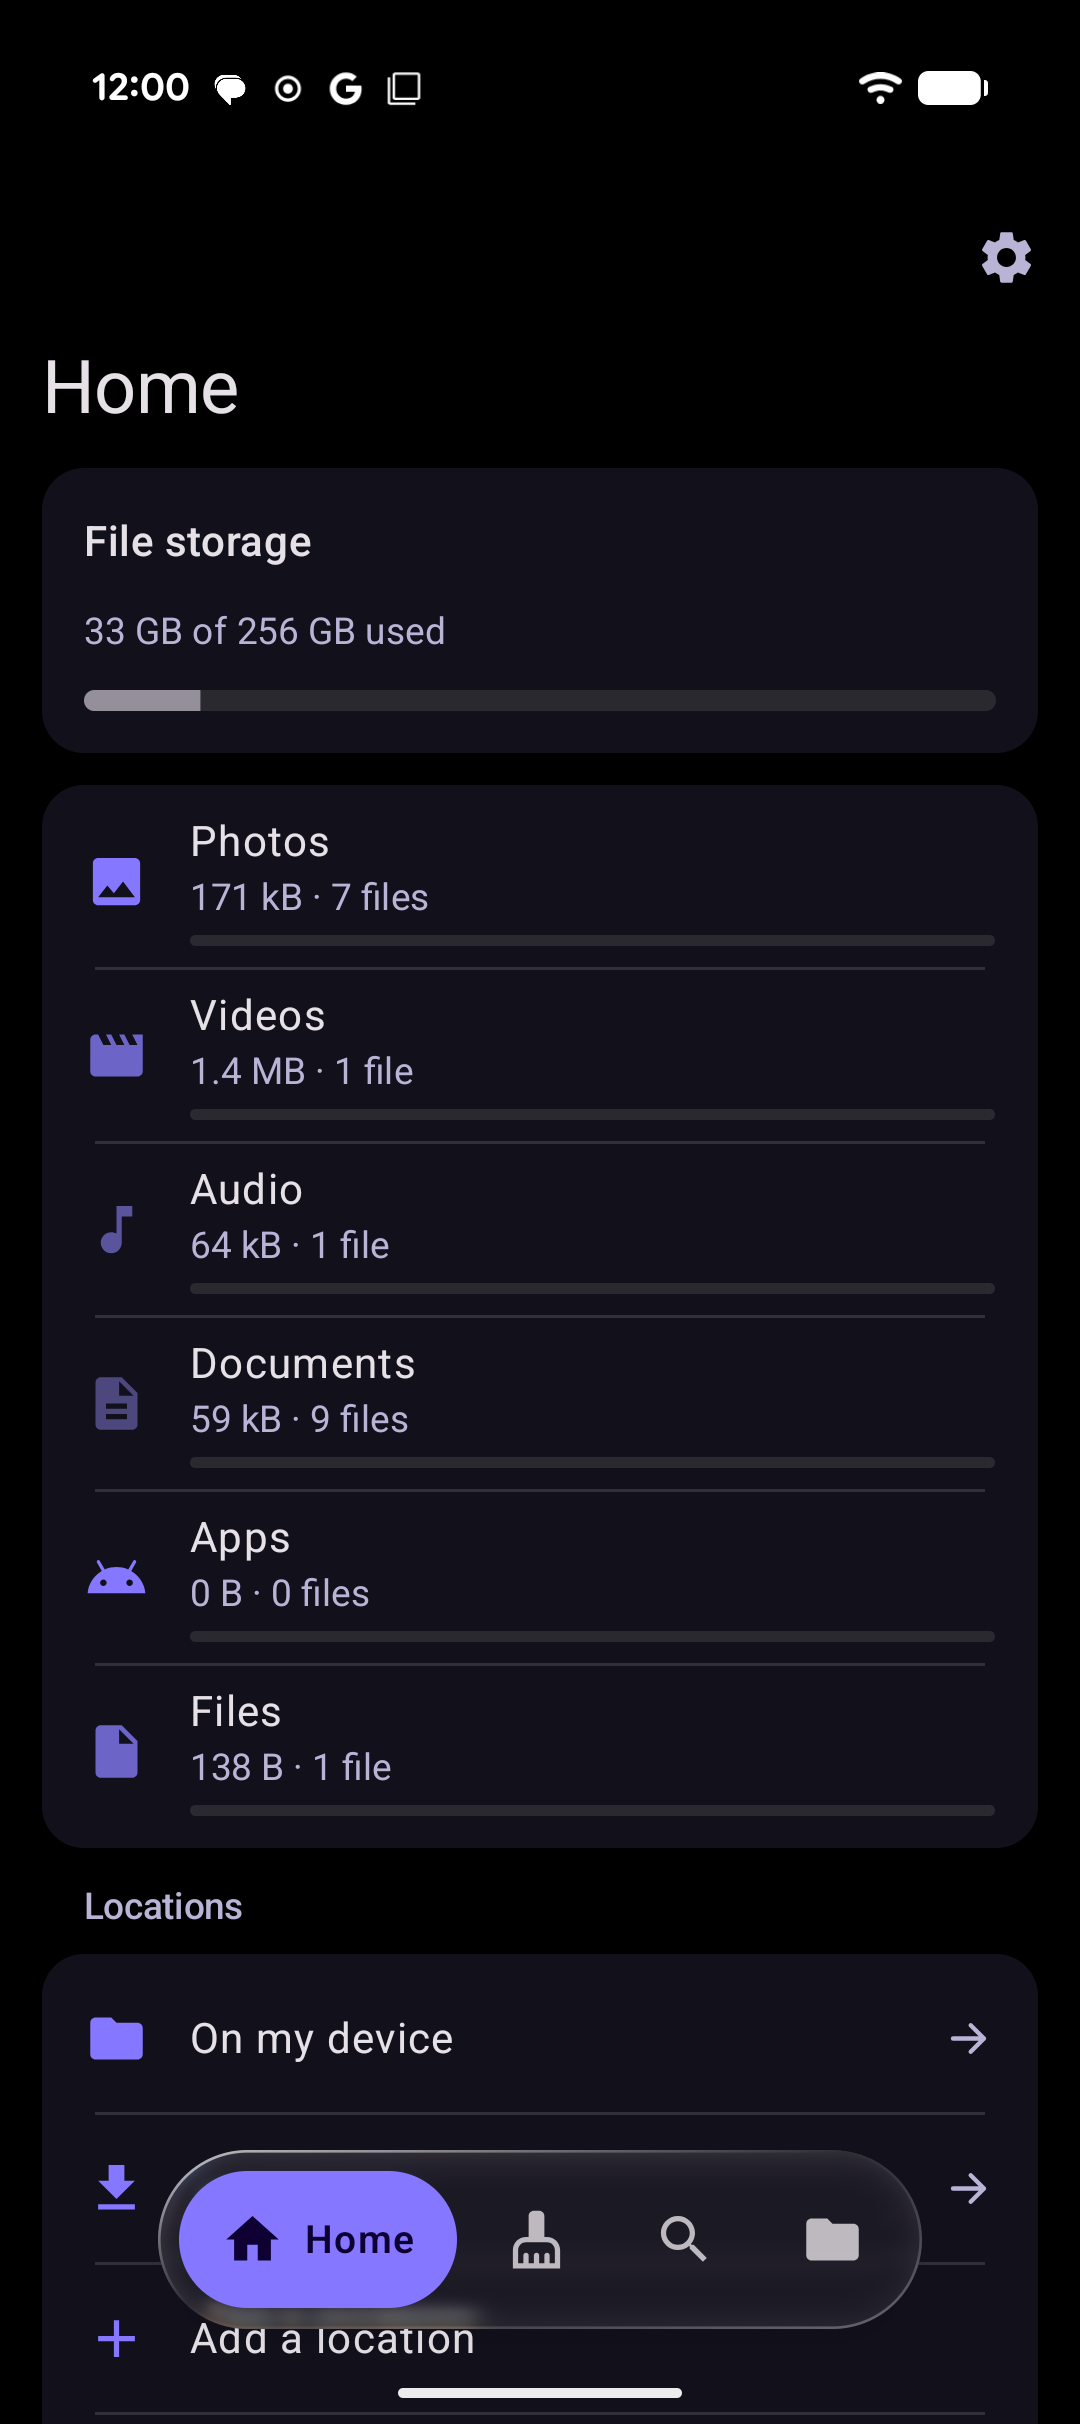 12:00
Home
File storage
33 GB of 256 GB used
Photos
171 kB · 7 files
Videos
1.4 MB · 1 file
Audio
64 kB · 1 file
Documents
59 kB · 9 files
Apps
0 B · 0 files
Files
138 B · 1 file
Locations
On my device
Home
Add a location